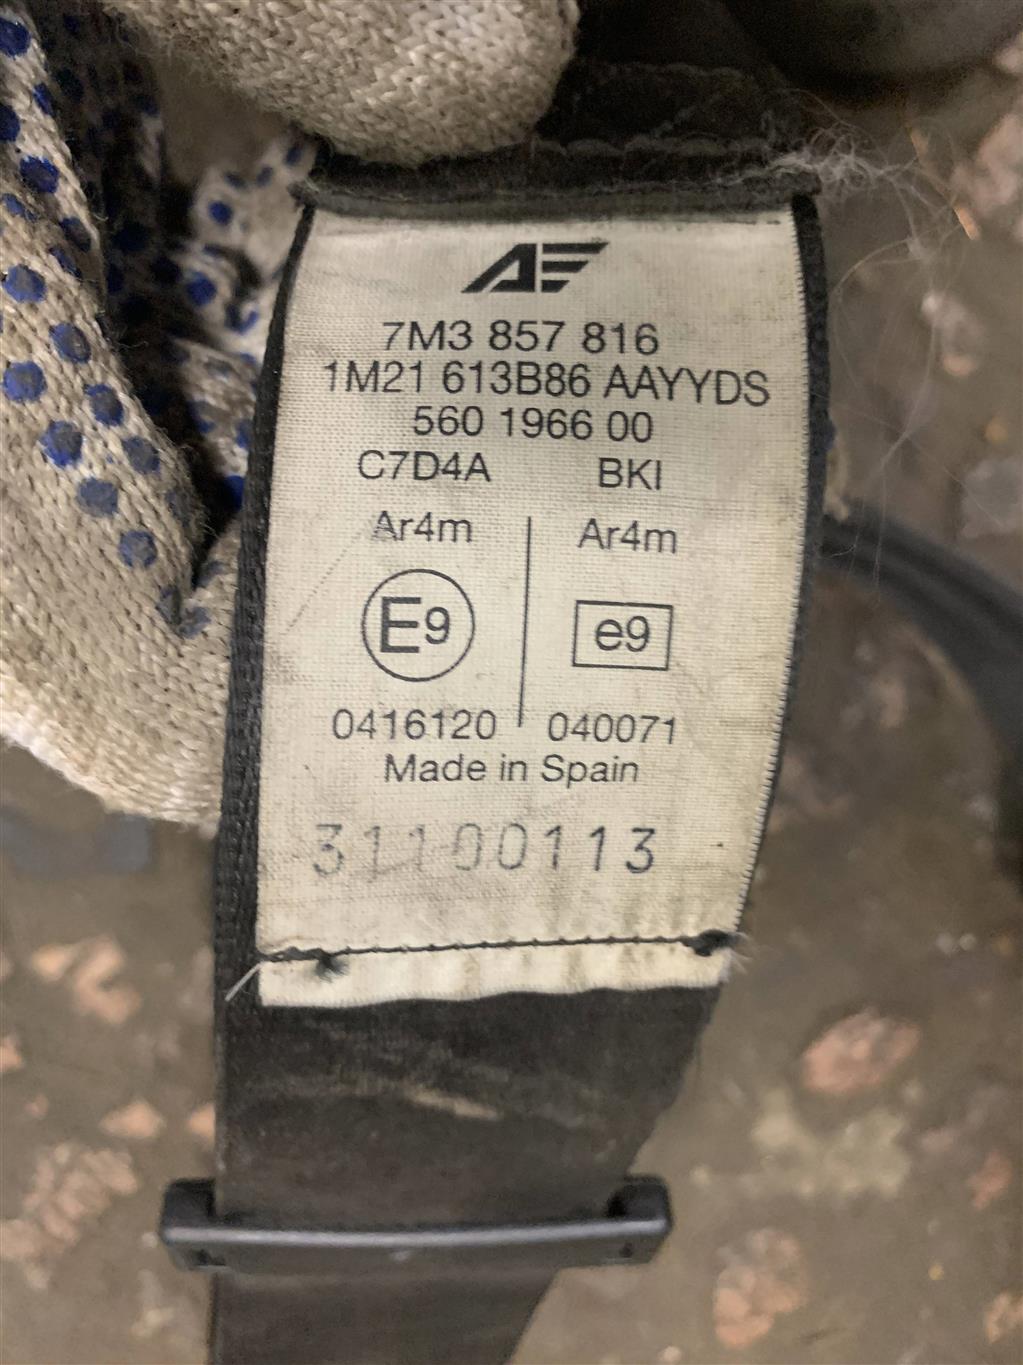 AE
7M3 857 816
1M21 613B86 AAYYDS
560 1966 00
C7D4A BKI
Ar4m Ar4m
E9 e9
0416120 040071
Made in Spain
31100113